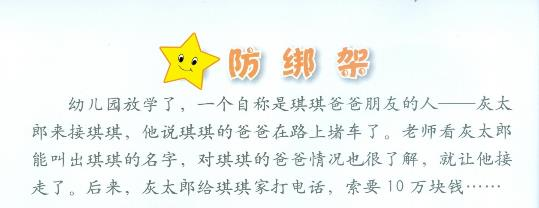 防绑架
幼儿园放学了，一个自称是琪琪爸爸朋友的人——灰太
郎来接琪琪，他说琪琪的爸爸在路上堵车了。老师看灰太郎
能叫出琪琪的名字，对琪琪的爸爸情况也很了解，就让他接
走了。后来，灰太郎给琪琪家打电话，索要 10 万块钱……